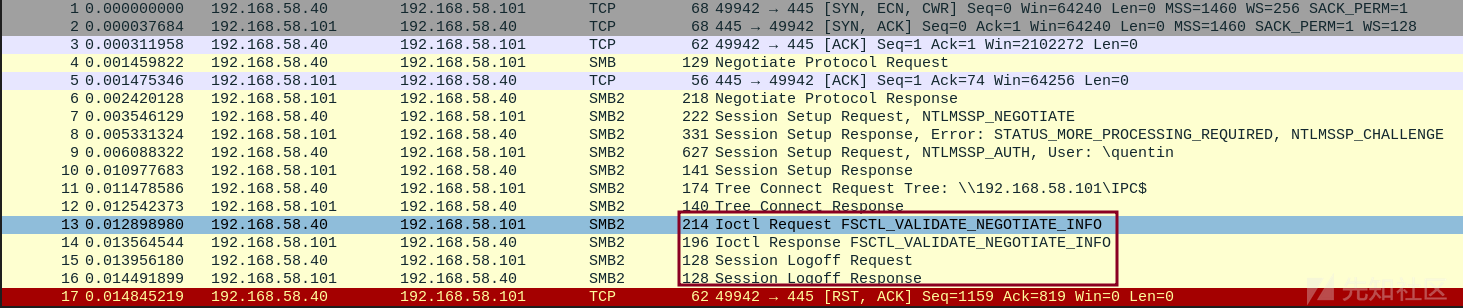 1 0.000000000 192.168.58.40 192.168.58.101 TCP 68 49942 → 445 [SYN, ECN, CWR] Seq=0 Win=64240 Len=0 MSS=1460 WS=256 SACK_PERM=1
2 0.000037684 192.168.58.101 192.168.58.40 TCP 68 445 → 49942 [SYN, ACK] Seq=0 Ack=1 Win=64240 Len=0 MSS=1460 SACK_PERM=1 WS=128
3 0.000311958 192.168.58.40 192.168.58.101 TCP 62 49942 → 445 [ACK] Seq=1 Ack=1 Win=2102272 Len=0
4 0.001459822 192.168.58.40 192.168.58.101 SMB 129 Negotiate Protocol Request
5 0.001475346 192.168.58.101 192.168.58.40 TCP 56 445 → 49942 [ACK] Seq=1 Ack=74 Win=64256 Len=0
6 0.002420128 192.168.58.101 192.168.58.40 SMB2 218 Negotiate Protocol Response
7 0.003546129 192.168.58.40 192.168.58.101 SMB2 222 Session Setup Request, NTLMSSP_NEGOTIATE
8 0.005331324 192.168.58.101 192.168.58.40 SMB2 331 Session Setup Response, Error: STATUS_MORE_PROCESSING_REQUIRED, NTLMSSP_CHALLENGE
9 0.006088322 192.168.58.40 192.168.58.101 SMB2 627 Session Setup Request, NTLMSSP_AUTH, User: \quentin
10 0.010977683 192.168.58.101 192.168.58.40 SMB2 141 Session Setup Response
11 0.011478586 192.168.58.40 192.168.58.101 SMB2 174 Tree Connect Request Tree: \\192.168.58.101\IPC$
12 0.012542373 192.168.58.101 192.168.58.40 SMB2 140 Tree Connect Response
13 0.012898980 192.168.58.40 192.168.58.101 SMB2 214 Ioctl Request FSCTL_VALIDATE_NEGOTIATE_INFO
14 0.013564544 192.168.58.101 192.168.58.40 SMB2 196 Ioctl Response FSCTL_VALIDATE_NEGOTIATE_INFO
15 0.013956180 192.168.58.40 192.168.58.101 SMB2 128 Session Logoff Request
16 0.014491899 192.168.58.101 192.168.58.40 SMB2 128 Session Logoff Response
17 0.014845219 192.168.58.40 192.168.58.101 TCP 62 49942 → 445 [RST, ACK] Seq=1159 Ack=819 Win=0 Len=0
先知社区